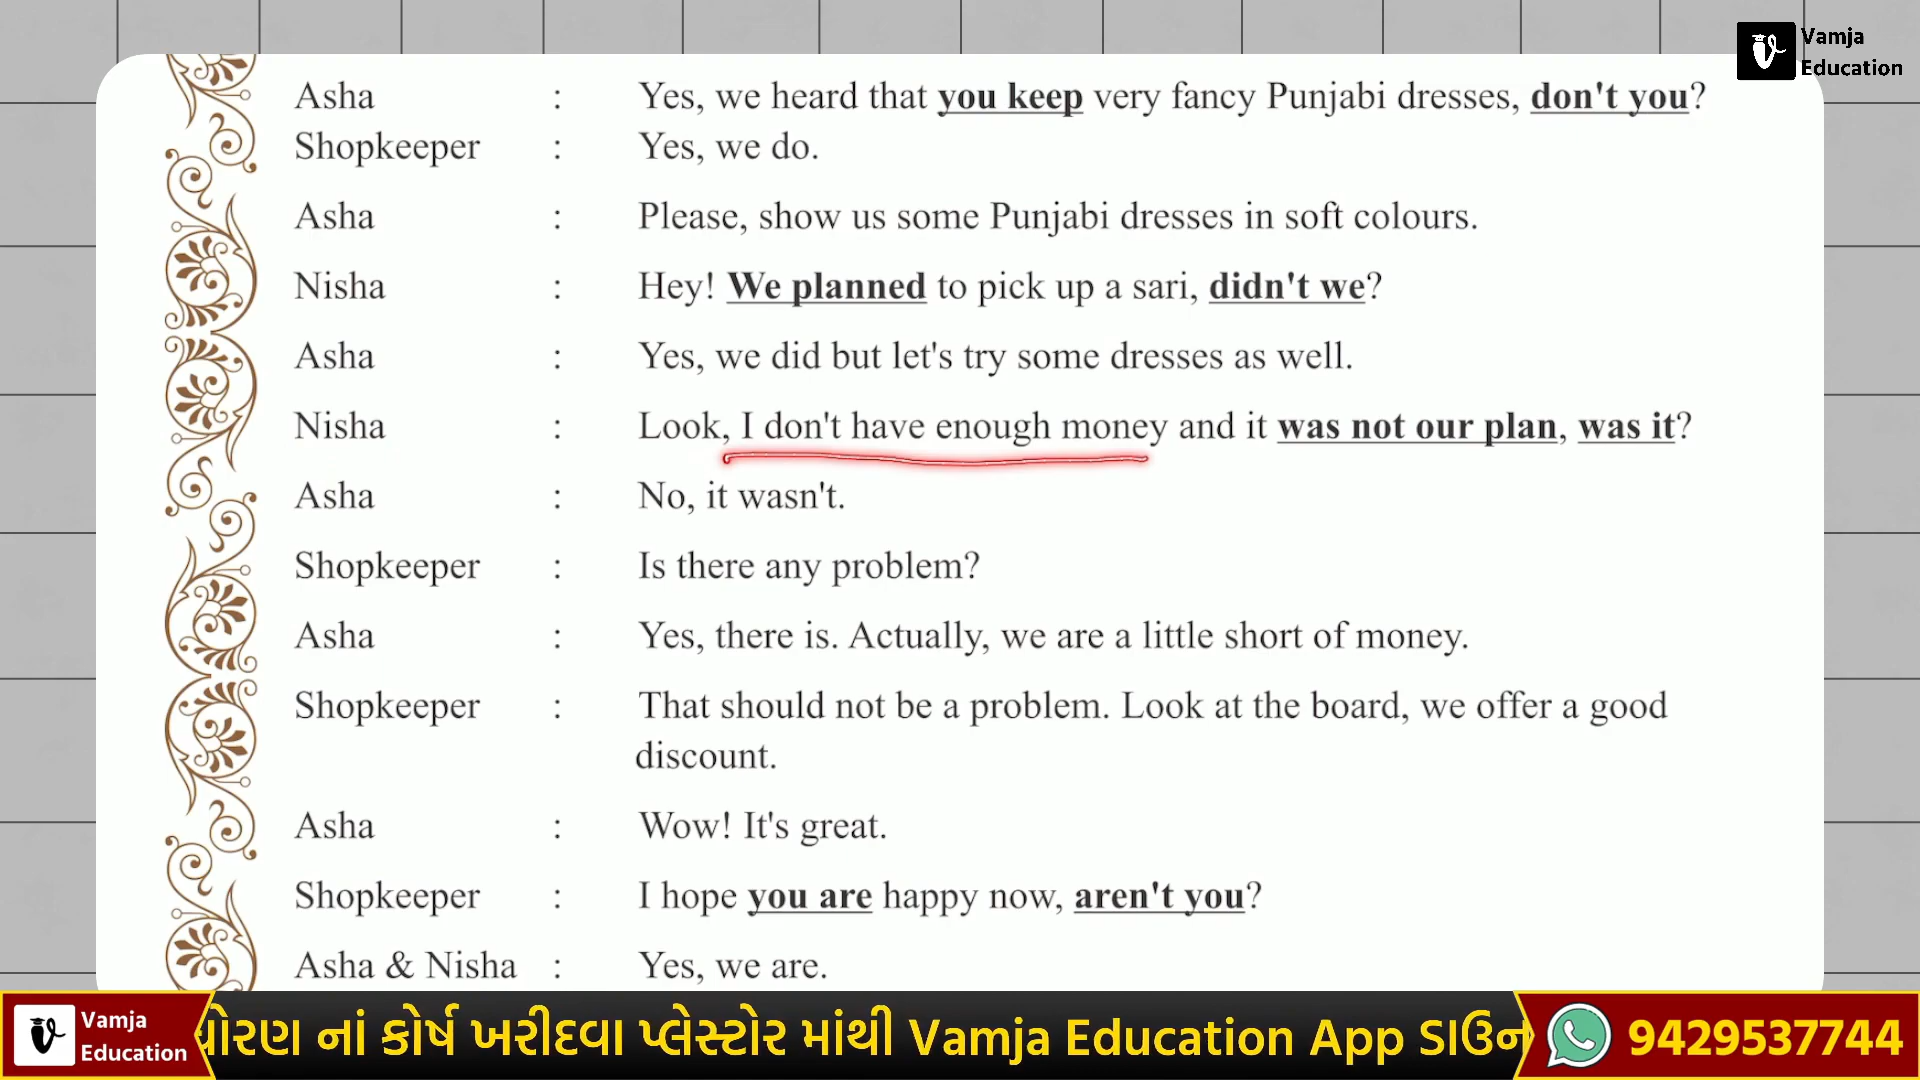 Vamja
Education
Asha : Yes, we heard that you keep very fancy Punjabi dresses, don't you?
Shopkeeper : Yes, we do.
Asha : Please, show us some Punjabi dresses in soft colours.
Nisha : Hey! We planned to pick up a sari, didn't we?
Asha : Yes, we did but let's try some dresses as well.
Nisha : Look, I don't have enough money and it was not our plan, was it?
Asha : No, it wasn't.
Shopkeeper : Is there any problem?
Asha : Yes, there is. Actually, we are a little short of money.
Shopkeeper : That should not be a problem. Look at the board, we offer a good
discount.
Asha : Wow! It's great.
Shopkeeper : I hope you are happy now, aren't you?
Asha & Nisha : Yes, we are.
Vamja
Education
નાં કોર્ષ ખરીદવા પ્લેસ્ટોર માંથી Vamja Education App
9429537744